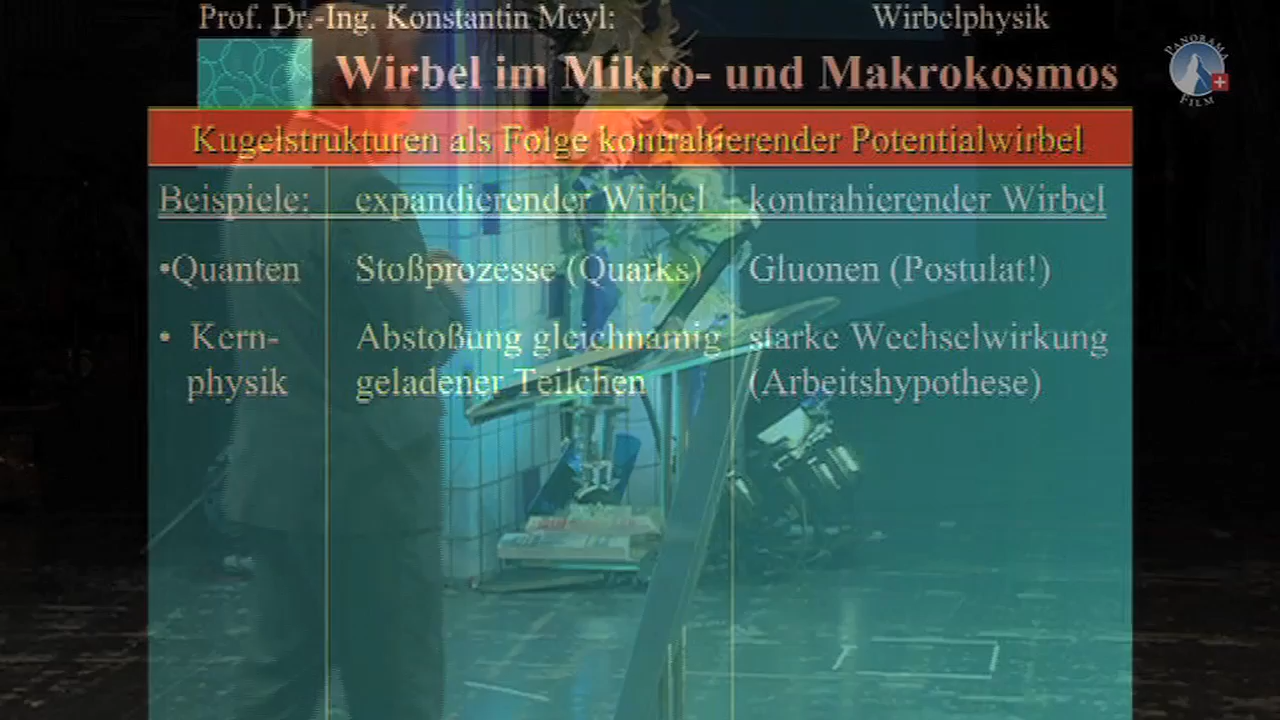 Prof. Dr.-Ing. Konstantin Meyl: Wirbelphysik
Wirbel im Mikro- und Makrokosmos
Kugelstrukturen als Folge kontrahierender Potentialwirbel
Beispiele: expandierender Wirbel kontrahierender Wirbel
•Quanten Stoßprozesse (Quarks) Gluonen (Postulat!)
• Kern- Abstoßung gleichnamig starke Wechselwirkung
physik geladener Teilchen (Arbeitshypothese)
PANORAMA
FILM